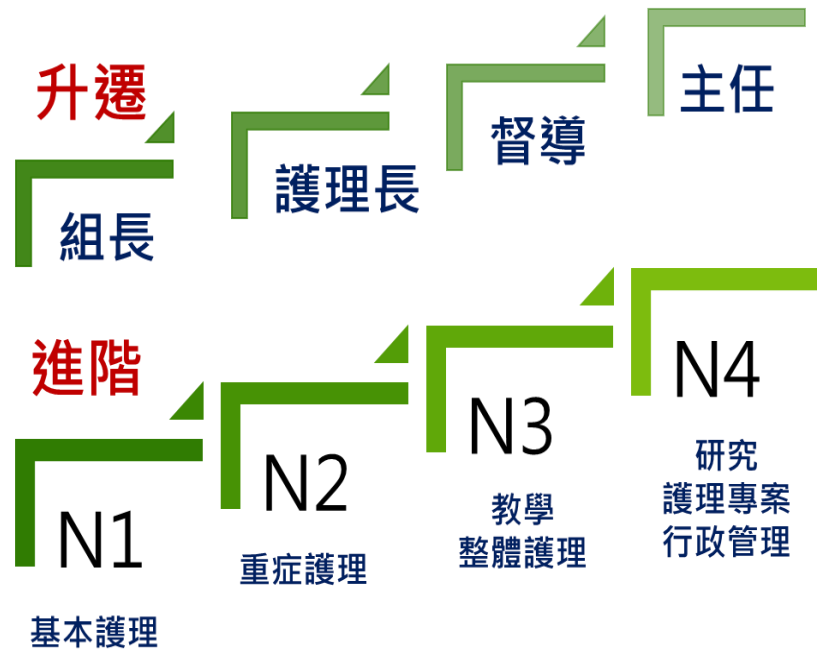 升遷
組長
護理長
督導
主任
進階
N1
基本護理
N2
重症護理
N3
教學
整體護理
N4
研究
護理專案
行政管理